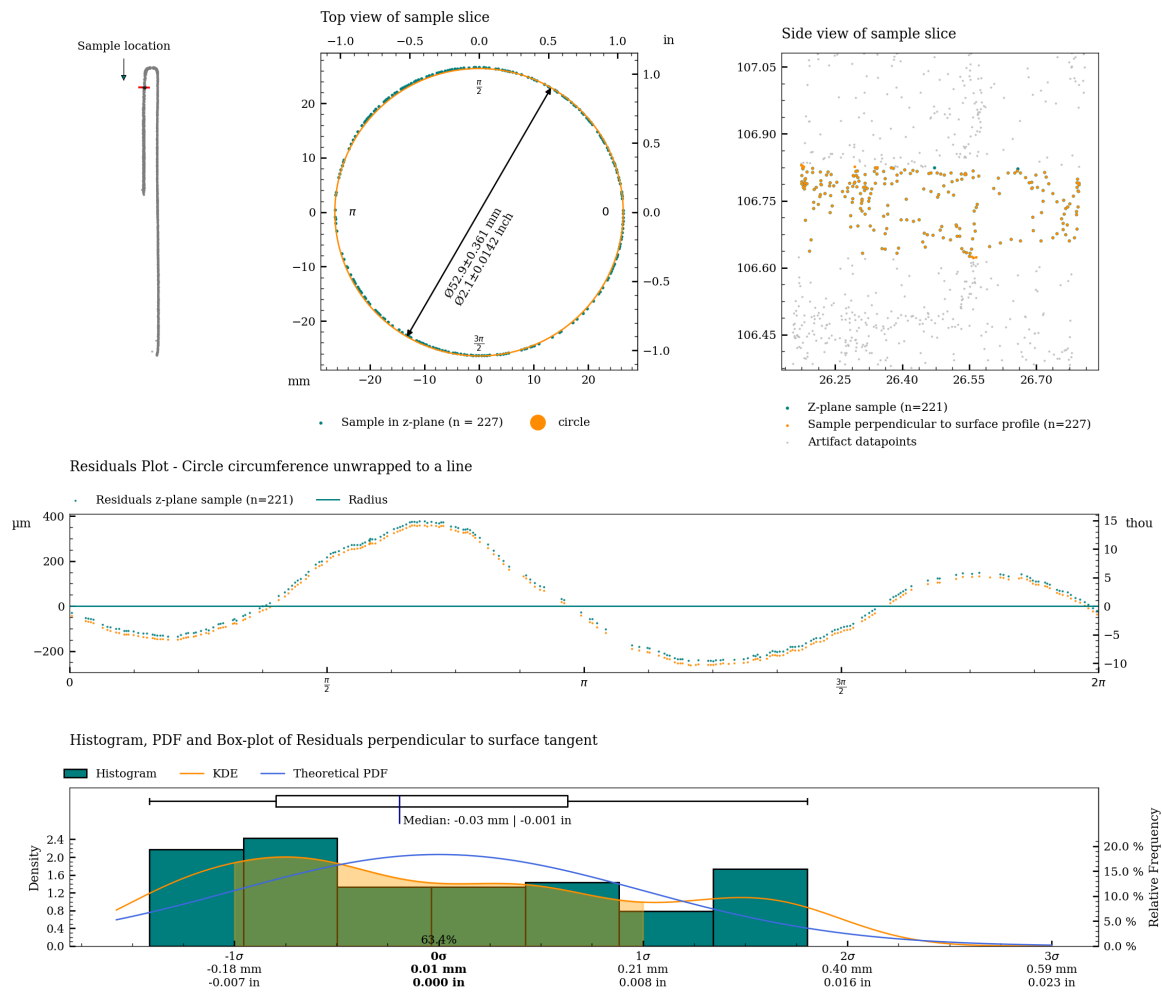 Sample location
Top view of sample slice
−1.0 −0.5 0.0 0.5 1.0 in
20
10
0
−10
−20
mm
1.0
0.5
0.0
−0.5
−1.0
π/2
π
0
3π/2
Ø52.9±0.361 mm
Ø2.1±0.0142 inch
−20 −10 0 10 20
Sample in z-plane (n = 227) circle
Side view of sample slice
107.05
106.90
106.75
106.60
106.45
26.25 26.40 26.55 26.70
Z-plane sample (n=221)
Sample perpendicular to surface profile (n=227)
Artifact datapoints
Residuals Plot - Circle circumference unwrapped to a line
Residuals z-plane sample (n=221) Radius
µm
400
200
0
−200
thou
15
10
5
0
−5
−10
0 π/2 π 3π/2 2π
Histogram, PDF and Box-plot of Residuals perpendicular to surface tangent
Histogram KDE Theoretical PDF
Median: -0.03 mm | -0.001 in
Density
2.4
2.0
1.6
1.2
0.8
0.4
0.0
63.4%
Relative Frequency
20.0 %
15.0 %
10.0 %
5.0 %
0.0 %
-1σ 0σ 1σ 2σ 3σ
-0.18 mm 0.01 mm 0.21 mm 0.40 mm 0.59 mm
-0.007 in 0.000 in 0.008 in 0.016 in 0.023 in